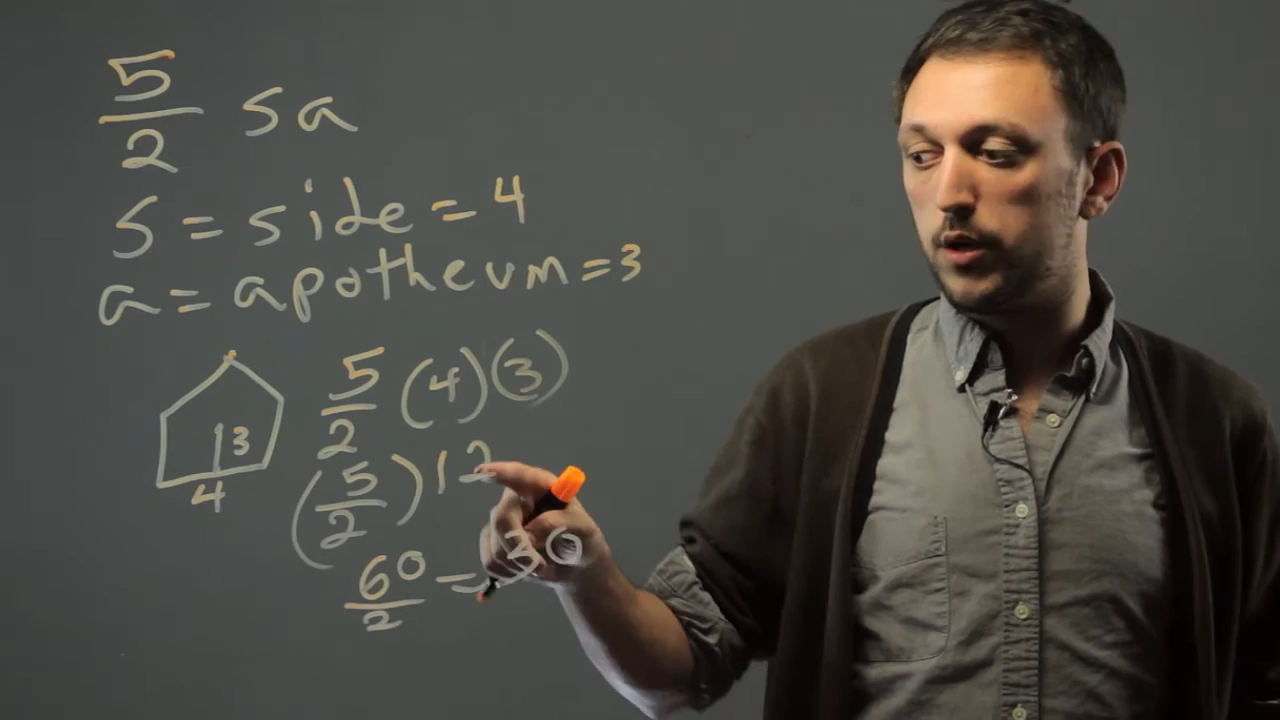 5/2 sa
s = side = 4
a = apotheum = 3
5/2 (4)(3)
3
4
(5/2) 12
60/2 = 30